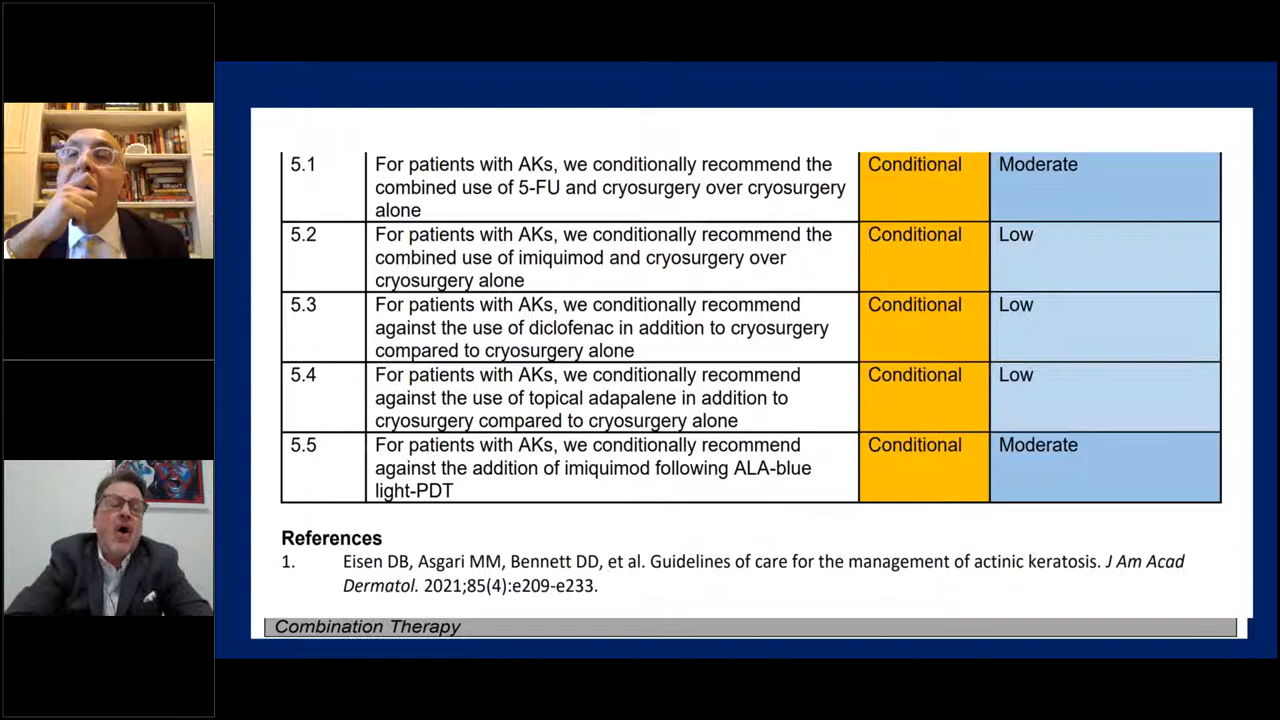 5.1
For patients with AKs, we conditionally recommend the
combined use of 5-FU and cryosurgery over cryosurgery
alone
Conditional
Moderate
5.2
For patients with AKs, we conditionally recommend the
combined use of imiquimod and cryosurgery over
cryosurgery alone
Conditional
Low
5.3
For patients with AKs, we conditionally recommend
against the use of diclofenac in addition to cryosurgery
compared to cryosurgery alone
Conditional
Low
5.4
For patients with AKs, we conditionally recommend
against the use of topical adapalene in addition to
cryosurgery compared to cryosurgery alone
Conditional
Low
5.5
For patients with AKs, we conditionally recommend
against the addition of imiquimod following ALA-blue
light-PDT
Conditional
Moderate
References
1. Eisen DB, Asgari MM, Bennett DD, et al. Guidelines of care for the management of actinic keratosis. J Am Acad
Dermatol. 2021;85(4):e209-e233.
Combination Therapy